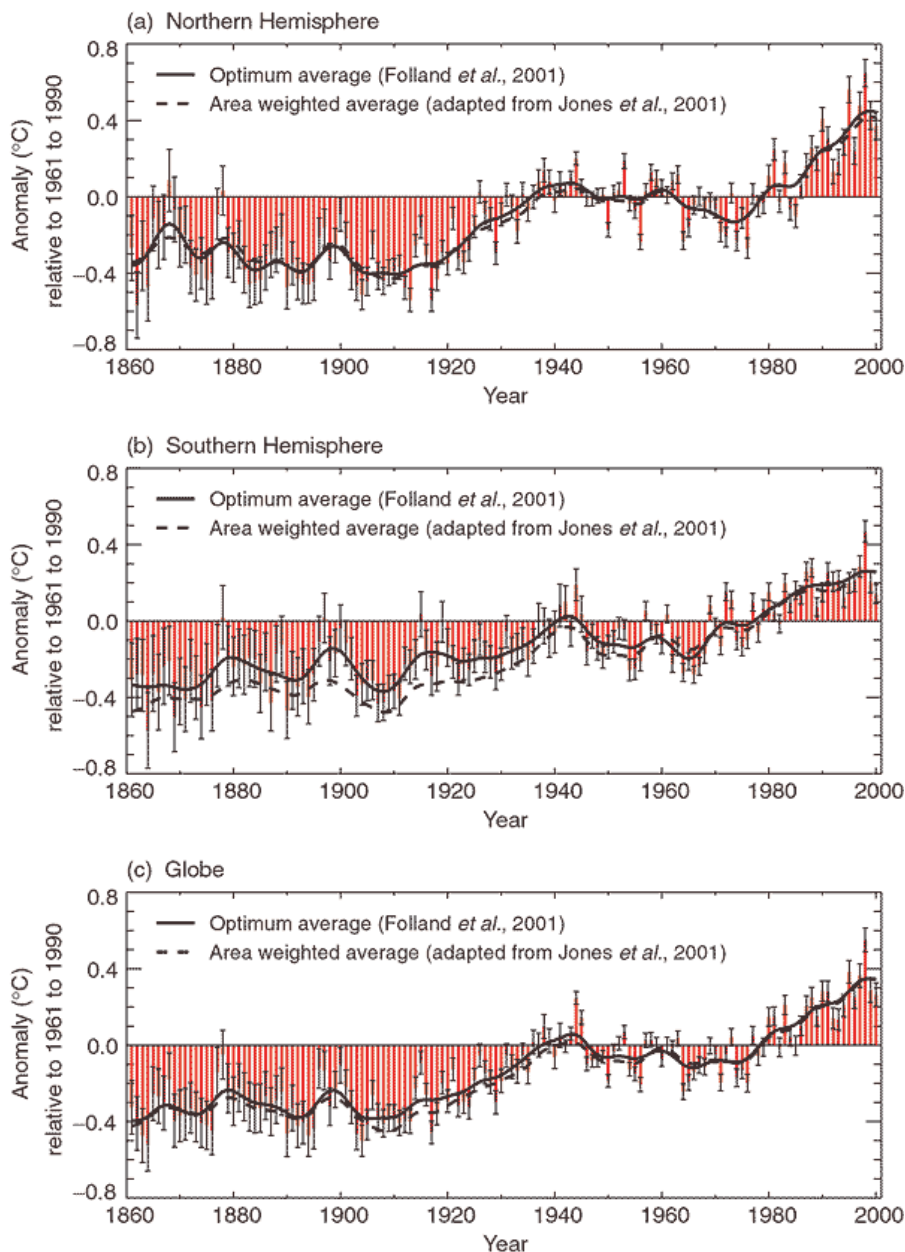 (a) Northern Hemisphere
0.8
Optimum average (Folland et al., 2001)
Area weighted average (adapted from Jones et al., 2001)
0.4
0.0
−0.4
−0.8
Anomaly (°C)
relative to 1961 to 1990
1860 1880 1900 1920 1940 1960 1980 2000
Year
(b) Southern Hemisphere
0.8
Optimum average (Folland et al., 2001)
Area weighted average (adapted from Jones et al., 2001)
0.4
0.0
−0.4
−0.8
Anomaly (°C)
relative to 1961 to 1990
1860 1880 1900 1920 1940 1960 1980 2000
Year
(c) Globe
0.8
Optimum average (Folland et al., 2001)
Area weighted average (adapted from Jones et al., 2001)
0.4
0.0
−0.4
−0.8
Anomaly (°C)
relative to 1961 to 1990
1860 1880 1900 1920 1940 1960 1980 2000
Year